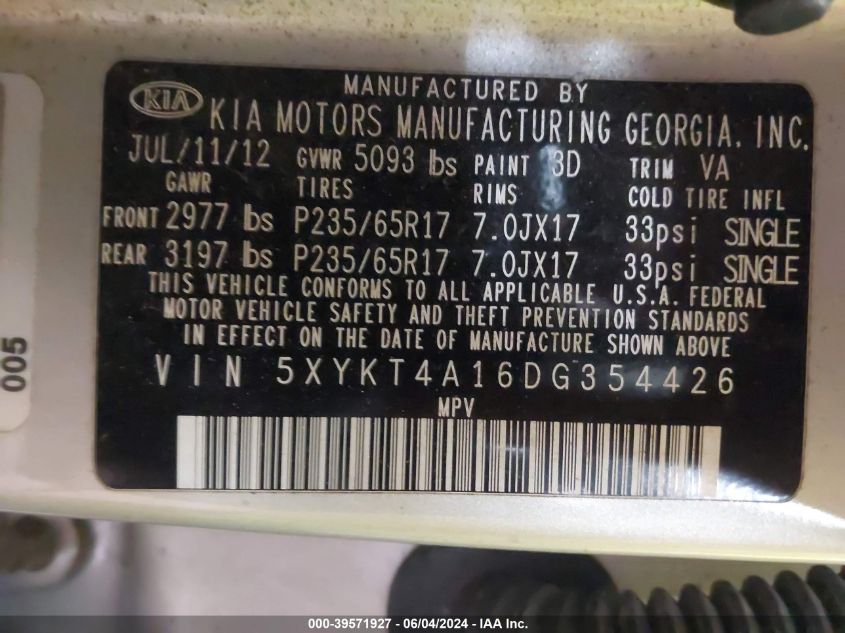 MANUFACTURED BY
KIA KIA MOTORS MANUFACTURING GEORGIA, INC.
JUL/11/12 GVWR 5093 lbs PAINT 3D TRIM VA
GAWR TIRES RIMS COLD TIRE INFL
FRONT 2977 lbs P235/65R17 7.0JX17 33psi SINGLE
REAR 3197 lbs P235/65R17 7.0JX17 33psi SINGLE
THIS VEHICLE CONFORMS TO ALL APPLICABLE U.S.A. FEDERAL
MOTOR VEHICLE SAFETY AND THEFT PREVENTION STANDARDS
IN EFFECT ON THE DATE OF MANUFACTURE SHOWN ABOVE
VIN 5XYKT4A16DG354426
MPV
005
000-39571927 - 06/04/2024 - IAA Inc.